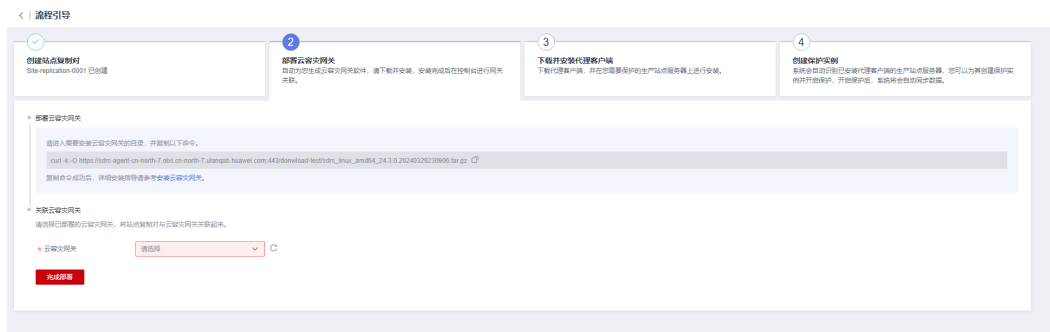 流程引导
创建站点复制对
Site-replication-0001 已创建
2
部署云容灾网关
自动为您生成云容灾网关软件，请下载并安装，安装完成后在控制台进行网关
关联。
3
下载并安装代理客户端
下载代理客户端，并在您需要保护的生产站点服务器上进行安装。
4
创建保护实例
系统会自动识别已安装代理客户端的生产站点服务器，您可以为其创建保护实
例并开启保护，开启保护后，系统将会自动同步数据。
部署云容灾网关
请进入需要安装云容灾网关的目录，并复制以下命令。
curl -k -O https://sdrs-agent-cn-north-7.obs.cn-north-7.ulanqab.huawei.com:443/donwload-test/sdrs_linux_amd64_24.3.0.20240329230906.tar.gz
复制命令成功后，详细安装指导请参考安装云容灾网关。
关联云容灾网关
请选择已部署的云容灾网关，将站点复制对与云容灾网关关联起来。
* 云容灾网关
请选择
完成部署